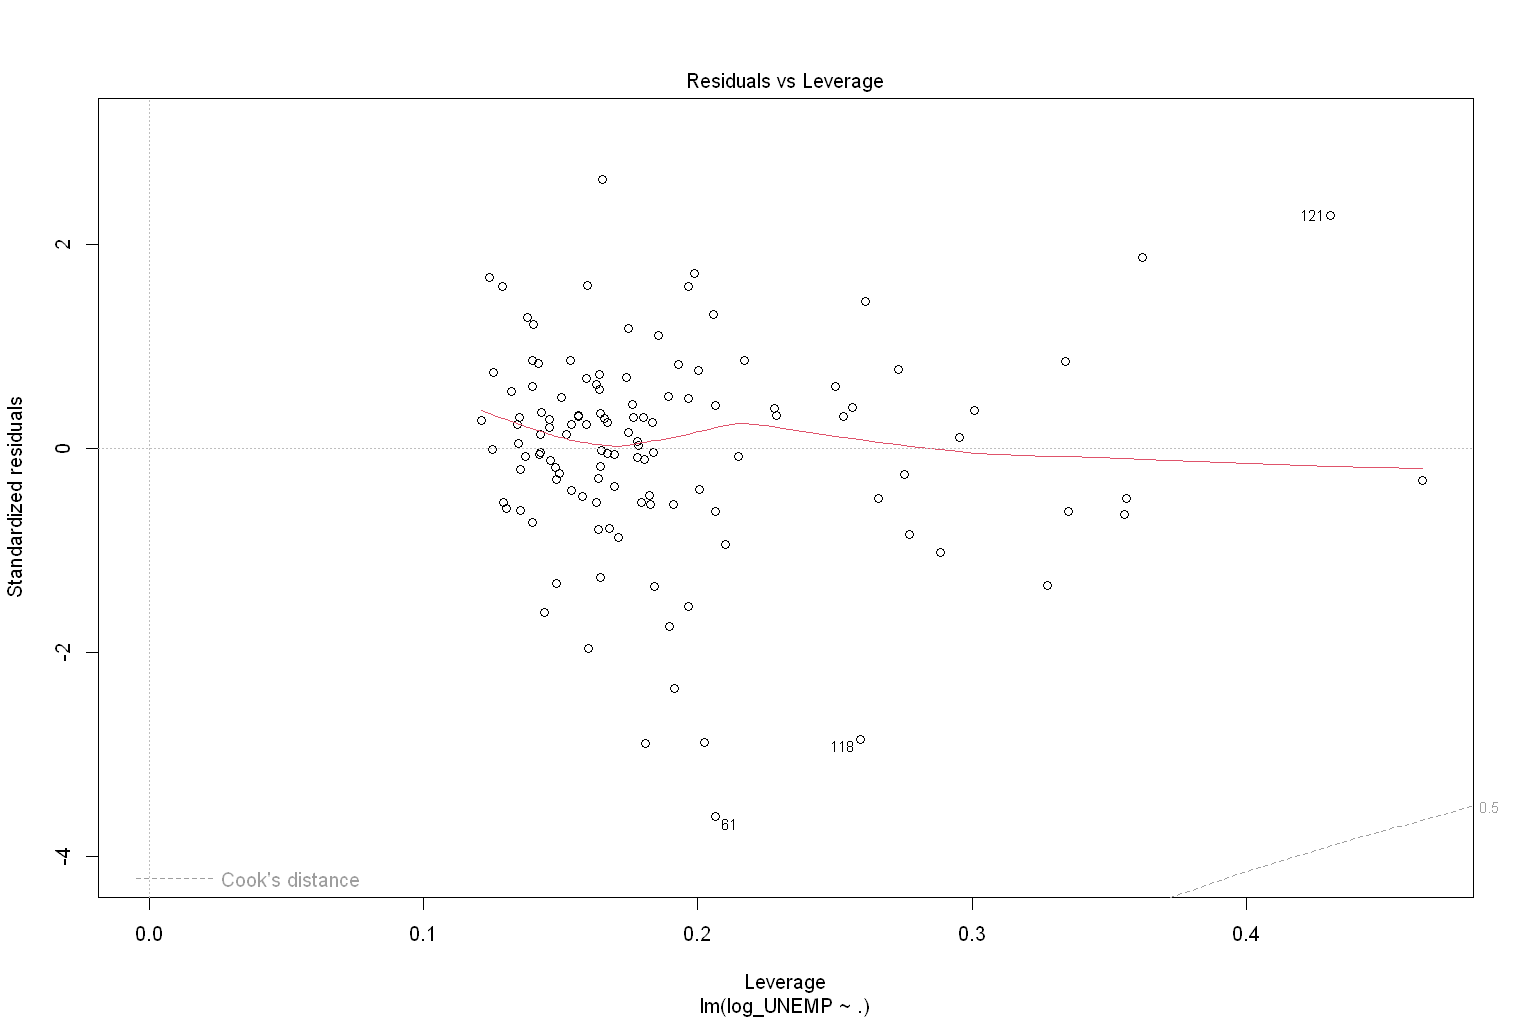 Residuals vs Leverage
Standardized residuals
2
0
-2
-4
121
118
61
0.5
Cook's distance
0.0 0.1 0.2 0.3 0.4
Leverage
lm(log_UNEMP ~ .)